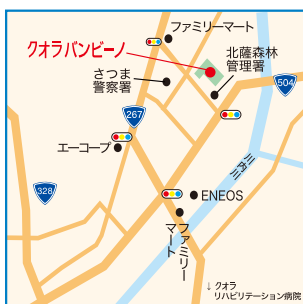 ファミリーマート
クオラバンビーノ
北薩森林
管理署
さつま
警察署
504
267
エーコープ
川内川
328
ENEOS
ファミリー
マート
↓クオラ
リハビリテーション病院